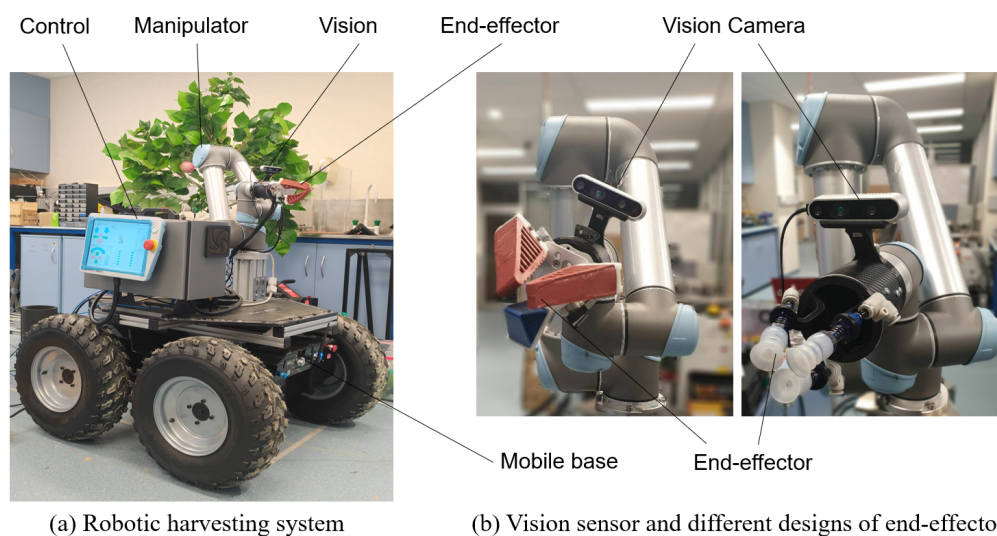 Control Manipulator Vision End-effector Vision Camera
Mobile base End-effector
(a) Robotic harvesting system (b) Vision sensor and different designs of end-effecto